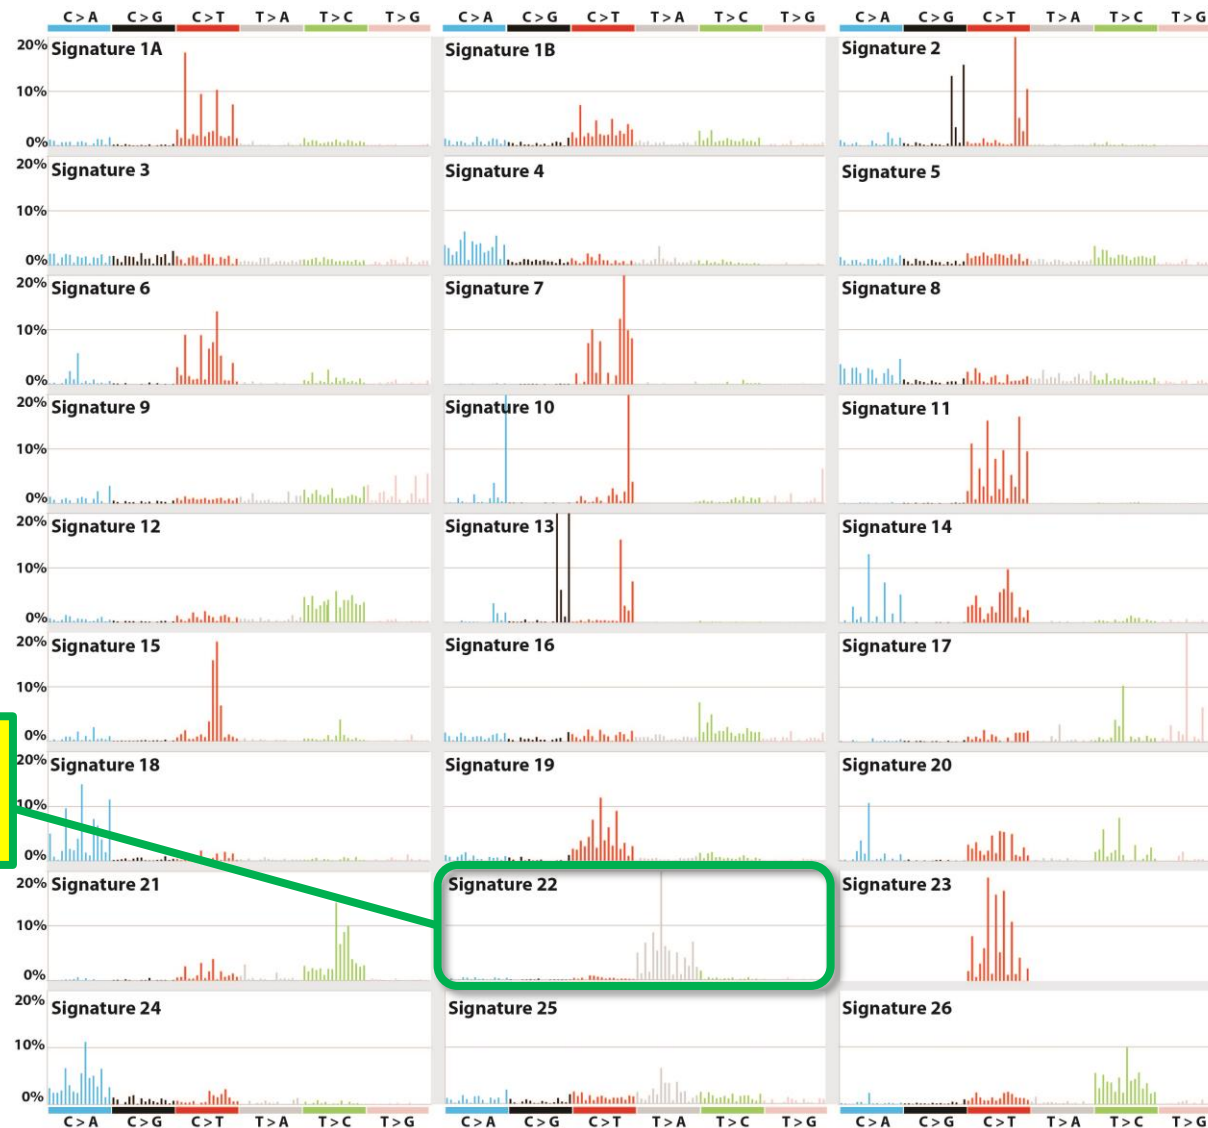 C > A C > G C > T T > A T > C T > G C > A C > G C > T T > A T > C T > G C > A C > G C > T T > A T > C T > G
20% Signature 1A Signature 1B Signature 2
10%
0%
20% Signature 3 Signature 4 Signature 5
10%
0%
20% Signature 6 Signature 7 Signature 8
10%
0%
20% Signature 9 Signature 10 Signature 11
10%
0%
20% Signature 12 Signature 13 Signature 14
10%
0%
20% Signature 15 Signature 16 Signature 17
10%
0%
20% Signature 18 Signature 19 Signature 20
10%
0%
20% Signature 21 Signature 22 Signature 23
10%
0%
20% Signature 24 Signature 25 Signature 26
10%
0%
C > A C > G C > T T > A T > C T > G C > A C > G C > T T > A T > C T > G C > A C > G C > T T > A T > C T > G